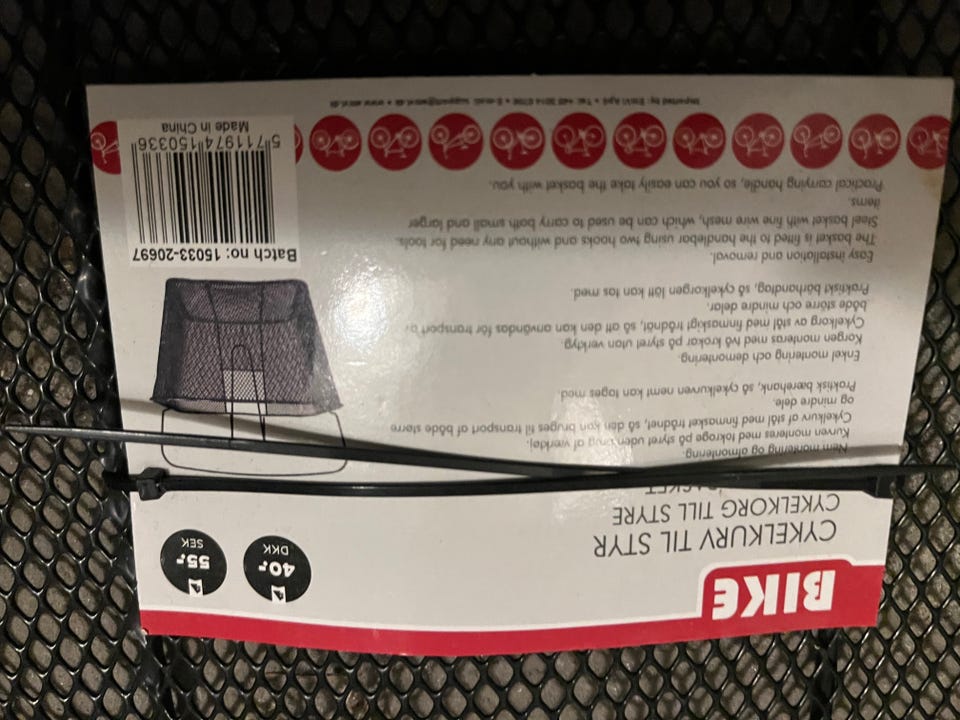 BIKE
CYKELKURV TIL STYR
CYKELKORG TILL STYRE
40,-
DKK
55,-
SEK
Nem montering og afmontering.
Kurven monteres med kroge på styret uden brug af værktøj.
Cykelkurv af stål med finmasket trådnet, så den kan bruges til transport af både større
og mindre dele.
Praktisk bærehank, så cykelkurven nemt kan tages med
Enkel montering och demontering.
Korgen monteras med två krokar på styret utan verktyg.
Cykelkorg av stål med finmaskigt trådnät, så att den kan användas för transport av
både större och mindre delar.
Praktiskt bärhandtag, så cykelkorgen lätt kan tas med.
Easy installation and removal.
The basket is fitted to the handlebar using two hooks and without any need for tools.
Steel basket with fine wire mesh, which can be used to carry both small and larger
items.
Practical carrying handle, so you can easily take the basket with you.
Batch no: 15033-20697
5 711974 150336
Made in China
Imported by: